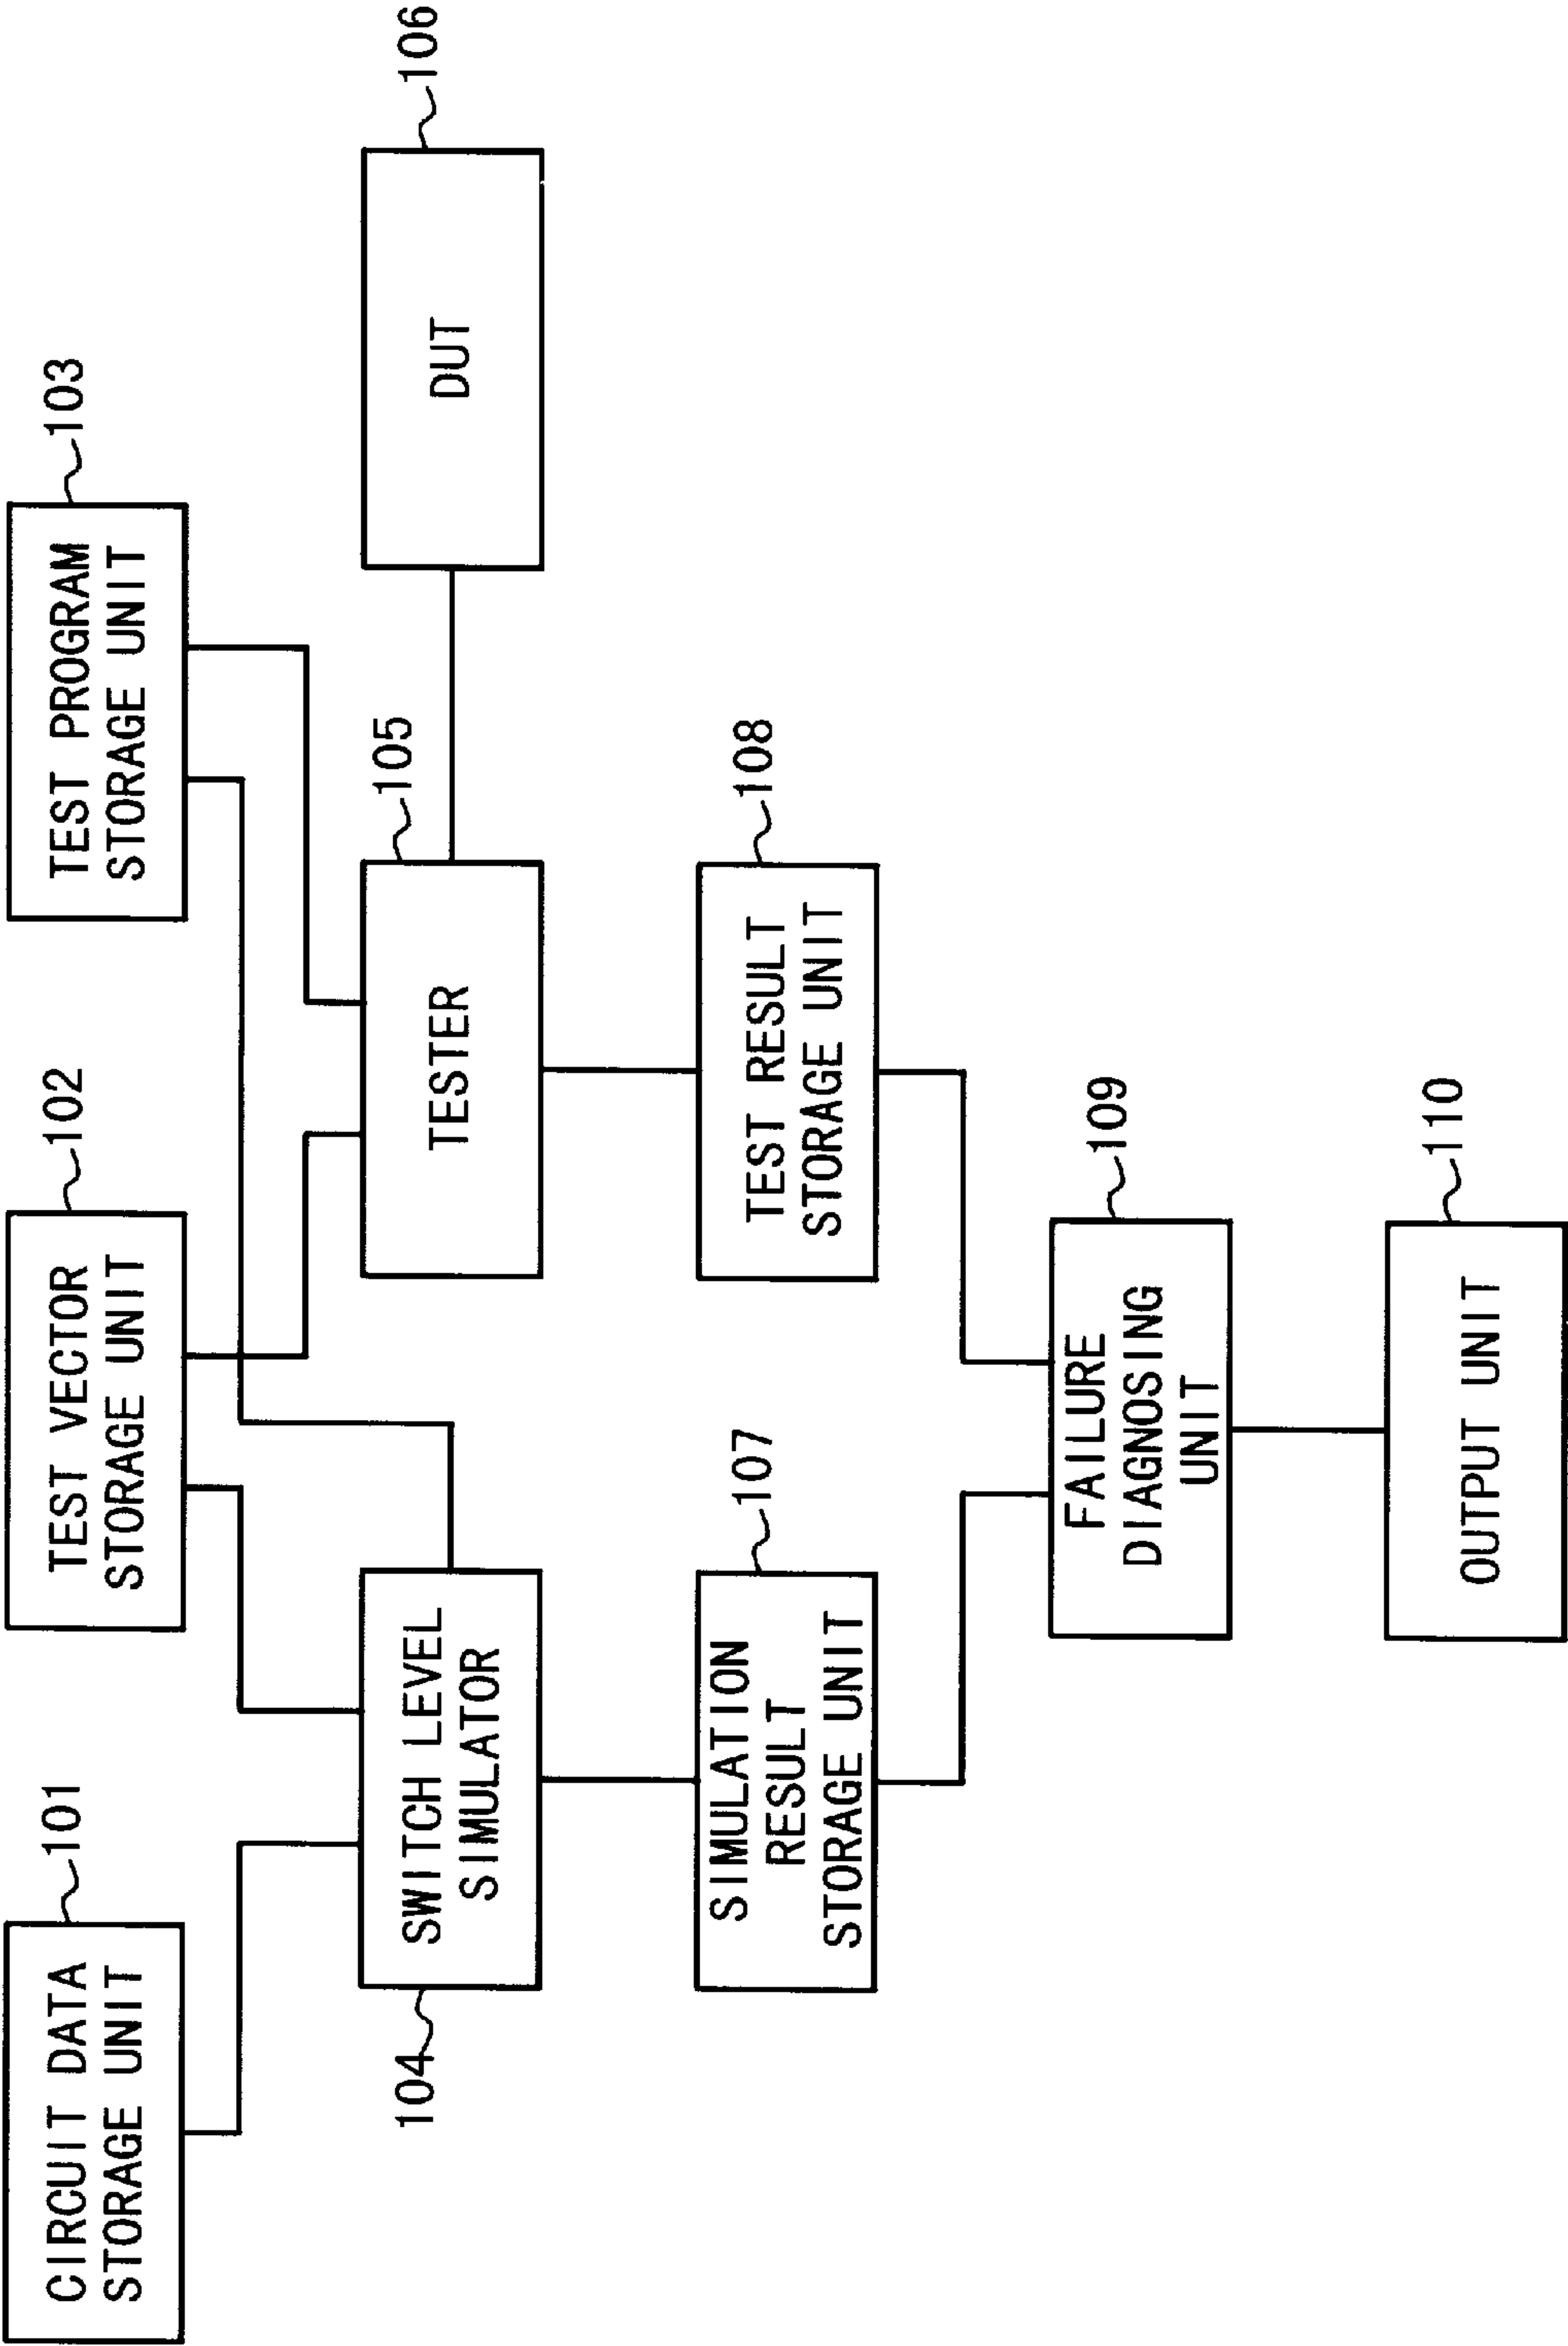 101
CIRCUIT DATA
STORAGE UNIT
102
TEST VECTOR
STORAGE UNIT
103
TEST PROGRAM
STORAGE UNIT
104
SWITCH LEVEL
SIMULATOR
105
TESTER
106
DUT
107
SIMULATION
RESULT
STORAGE UNIT
108
TEST RESULT
STORAGE UNIT
109
FAILURE
DIAGNOSING
UNIT
110
OUTPUT UNIT